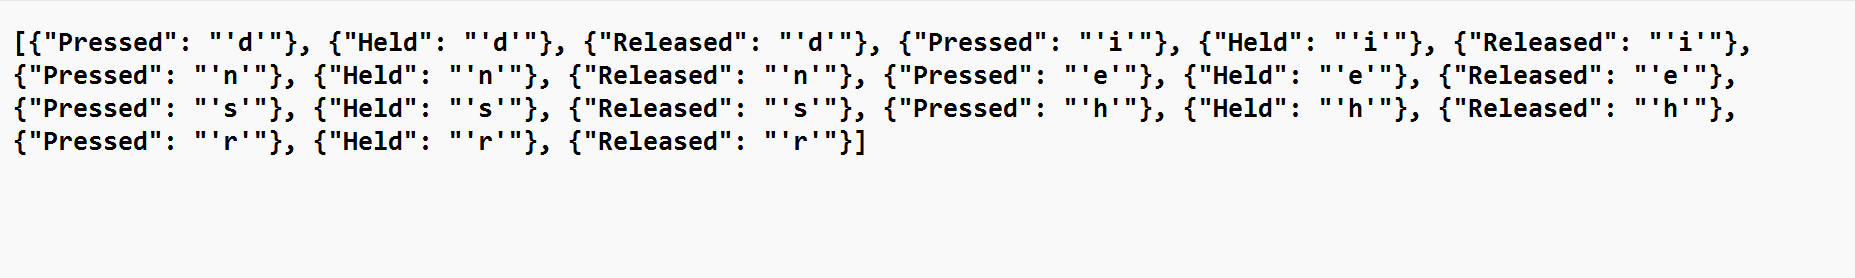 [{"Pressed": "'d'"}, {"Held": "'d'"}, {"Released": "'d'"}, {"Pressed": "'i'"}, {"Held": "'i'"}, {"Released": "'i'"},
{"Pressed": "'n'"}, {"Held": "'n'"}, {"Released": "'n'"}, {"Pressed": "'e'"}, {"Held": "'e'"}, {"Released": "'e'"},
{"Pressed": "'s'"}, {"Held": "'s'"}, {"Released": "'s'"}, {"Pressed": "'h'"}, {"Held": "'h'"}, {"Released": "'h'"},
{"Pressed": "'r'"}, {"Held": "'r'"}, {"Released": "'r'"}]